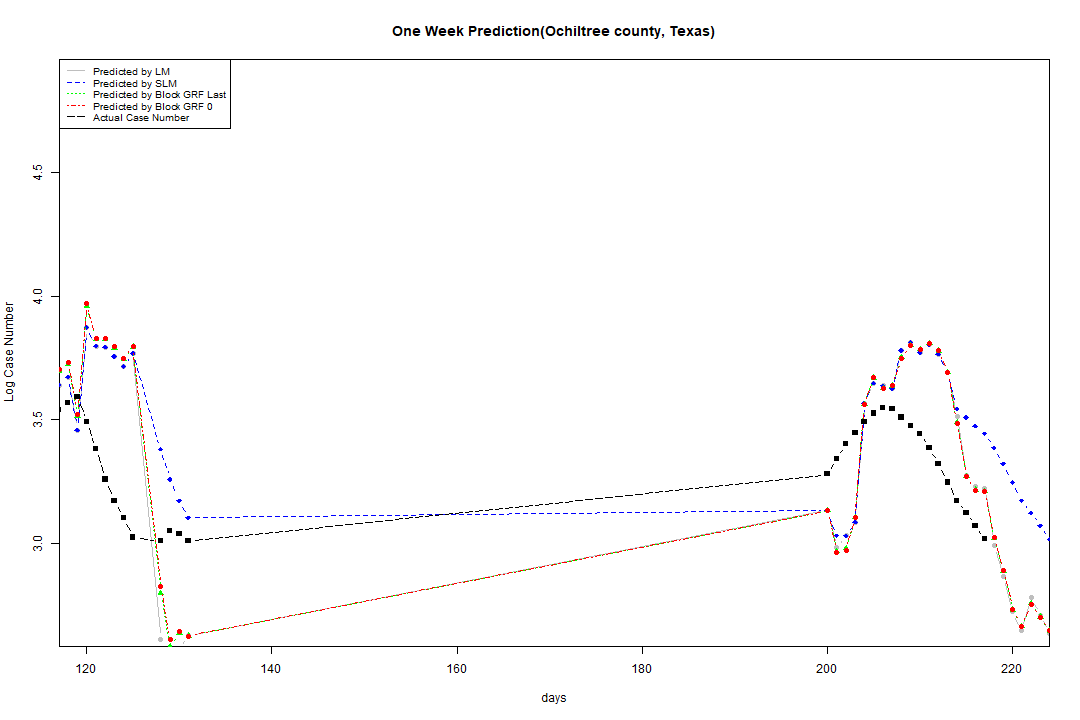 One Week Prediction(Ochiltree county, Texas)
Predicted by LM
Predicted by SLM
Predicted by Block GRF Last
Predicted by Block GRF 0
Actual Case Number
4.5
4.0
3.5
3.0
Log Case Number
120 140 160 180 200 220
days